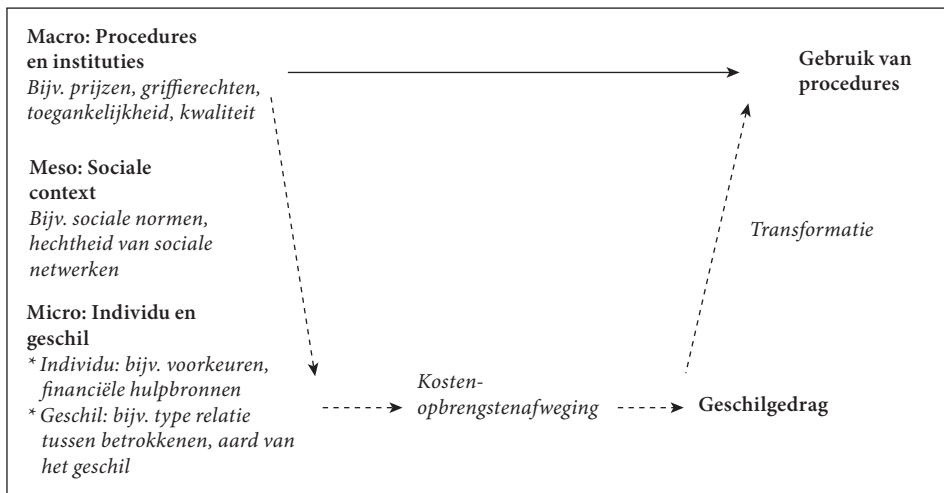 Macro: Procedures
en instituties
Bijv. prijzen, griffierechten,
toegankelijkheid, kwaliteit
Gebruik van
procedures
Meso: Sociale
context
Bijv. sociale normen,
hechtheid van sociale
netwerken
Transformatie
Micro: Individu en
geschil
* Individu: bijv. voorkeuren,
financiële hulpbronnen
* Geschil: bijv. type relatie
tussen betrokkenen, aard van
het geschil
Kosten-
opbrengstenafweging
Geschilgedrag